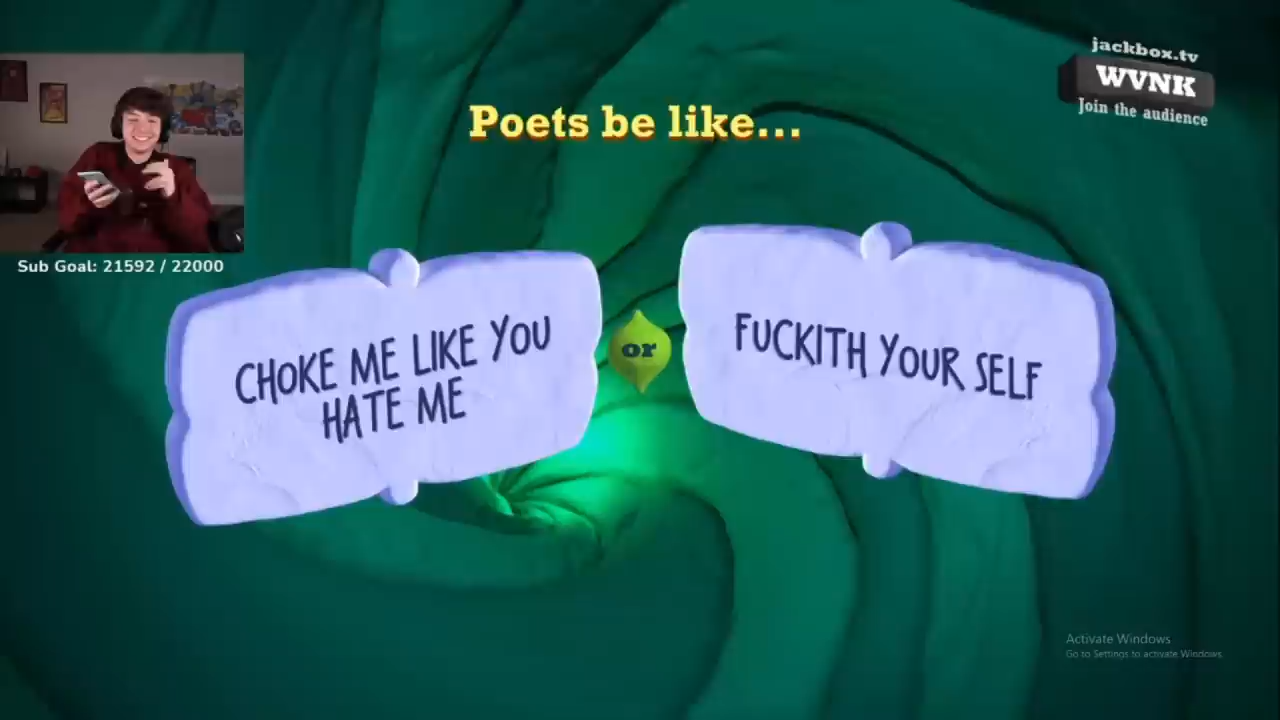 jackbox.tv
WVNK
Join the audience
Poets be like...
Sub Goal: 21592 / 22000
CHOKE ME LIKE YOU
HATE ME
or
FUCKITH YOUR SELF
Activate Windows
Go to Settings to activate Windows.